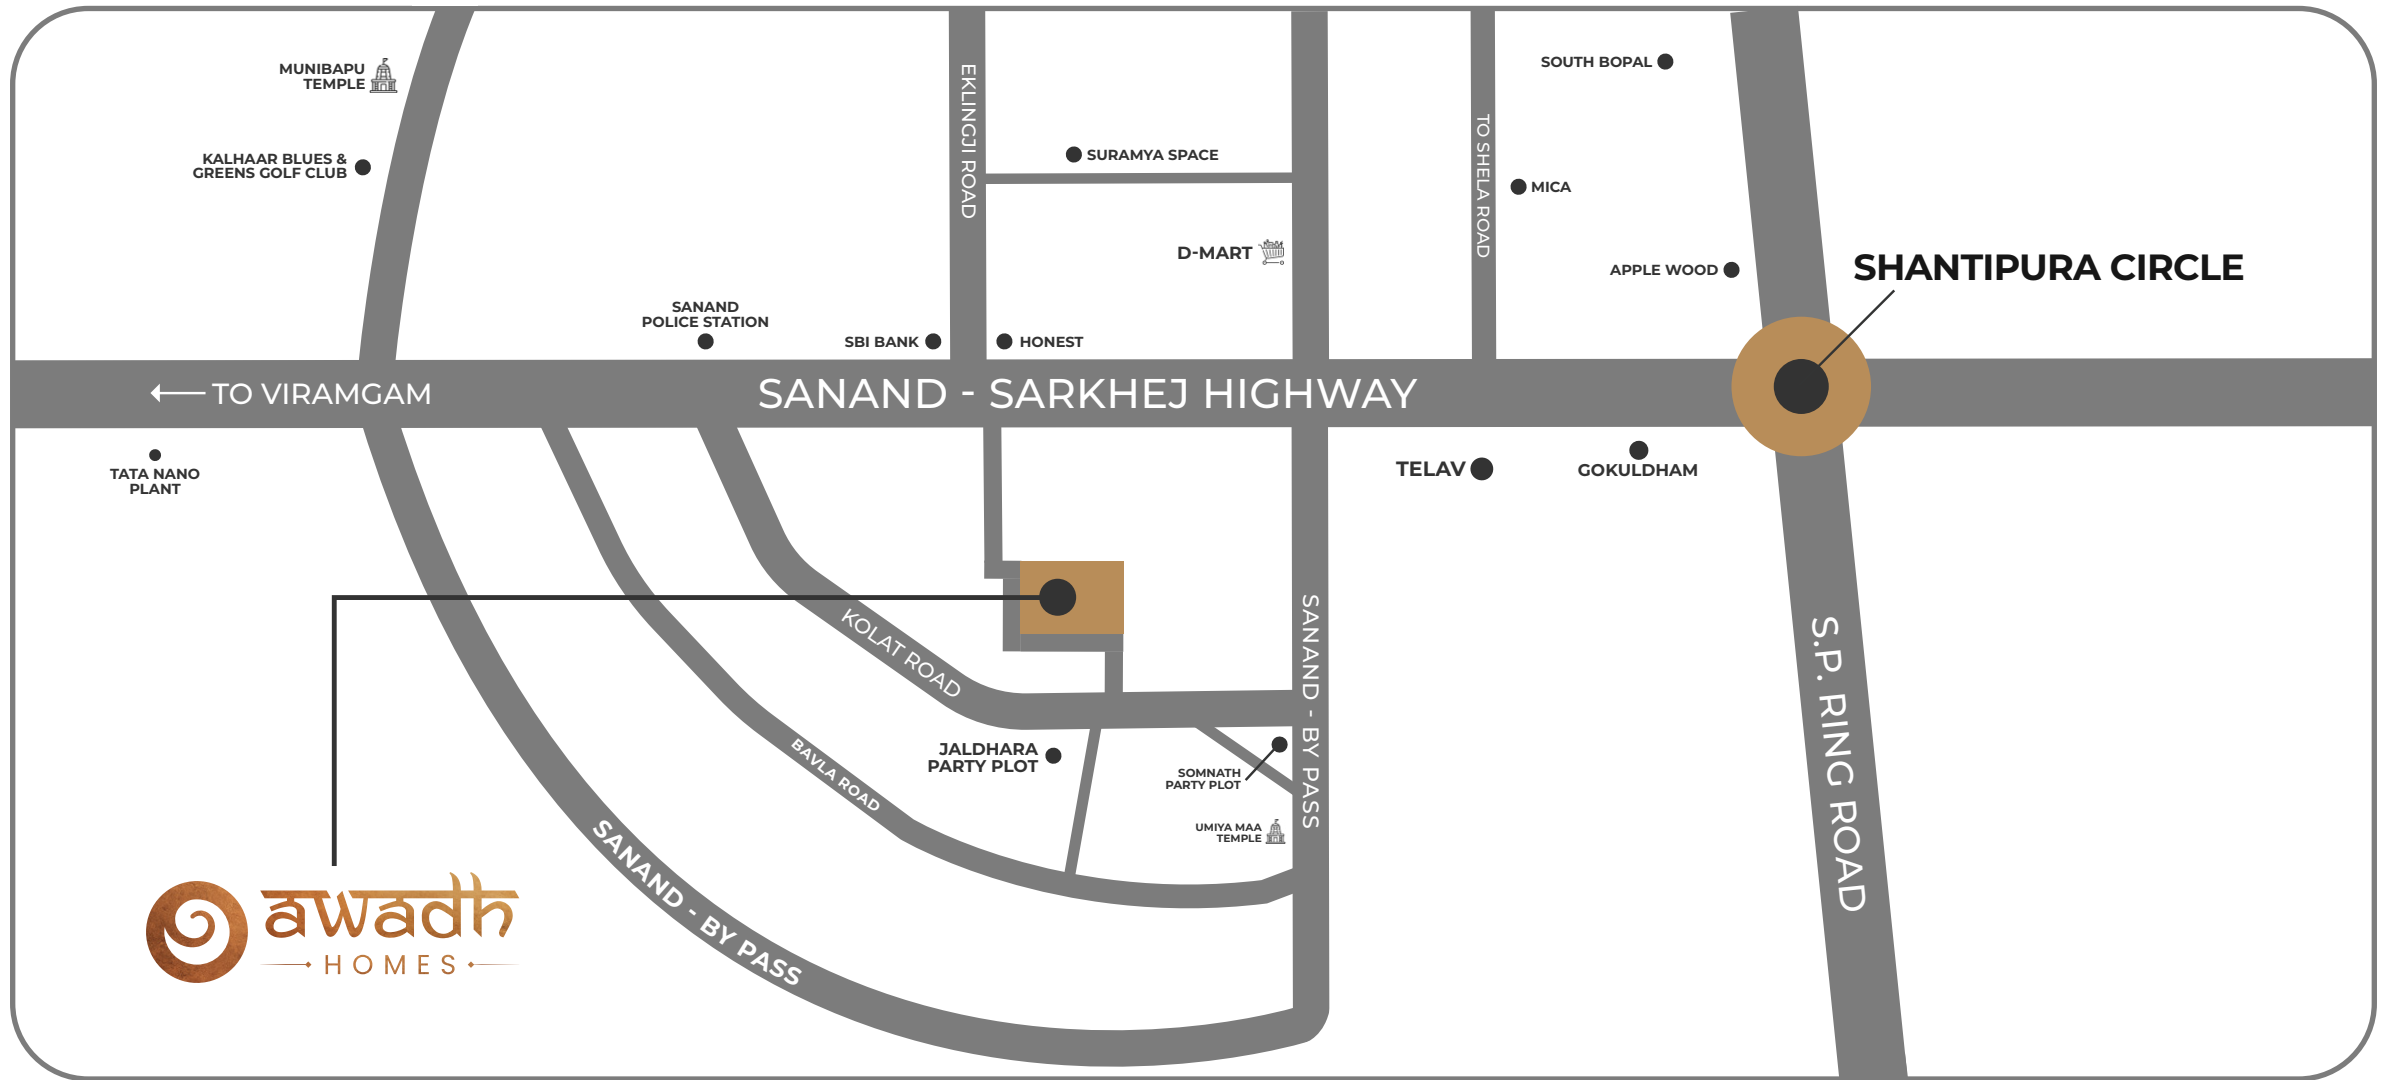 MUNIBAPU
TEMPLE
KALHAAR BLUES &
GREENS GOLF CLUB
EKLINGJI ROAD
SURAMYA SPACE
D-MART
TO SHELA ROAD
SOUTH BOPAL
MICA
APPLE WOOD
SHANTIPURA CIRCLE
SANAND
POLICE STATION
SBI BANK
HONEST
TO VIRAMGAM
SANAND - SARKHEJ HIGHWAY
TATA NANO
PLANT
TELAV
GOKULDHAM
KOLAT ROAD
SANAND - BY PASS
S.P. RING ROAD
JALDHARA
PARTY PLOT
BAVLA ROAD
SOMNATH
PARTY PLOT
UMIYA MAA
TEMPLE
SANAND - BY PASS
awadh
HOMES